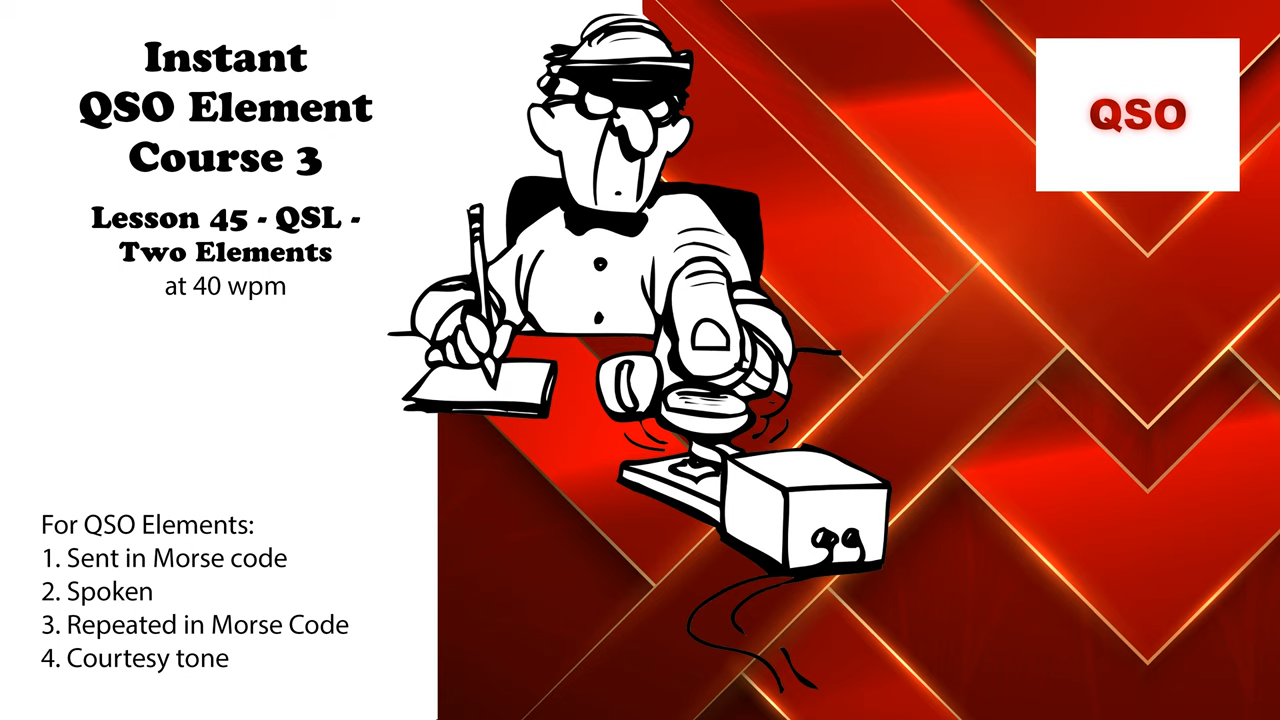 Instant
QSO Element
Course 3
Lesson 45 - QSL -
Two Elements
at 40 wpm
QSO
For QSO Elements:
1. Sent in Morse code
2. Spoken
3. Repeated in Morse Code
4. Courtesy tone